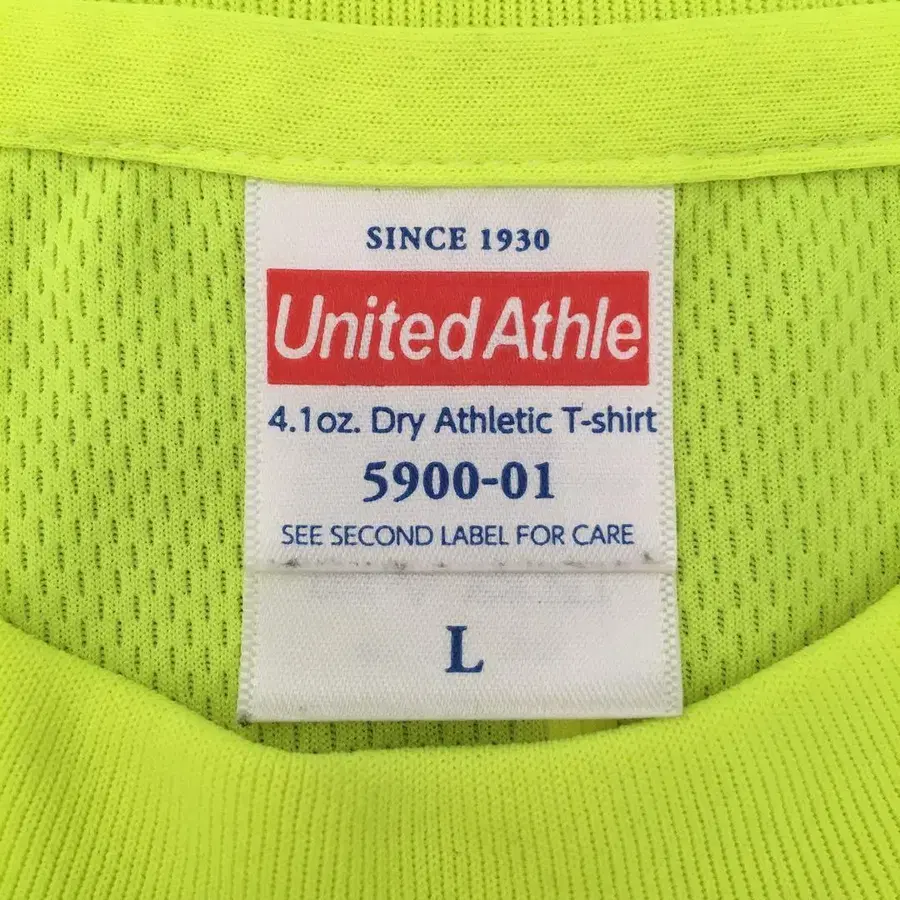 SINCE 1930
United Athle
4.1oz. Dry Athletic T-shirt
5900-01
SEE SECOND LABEL FOR CARE
L